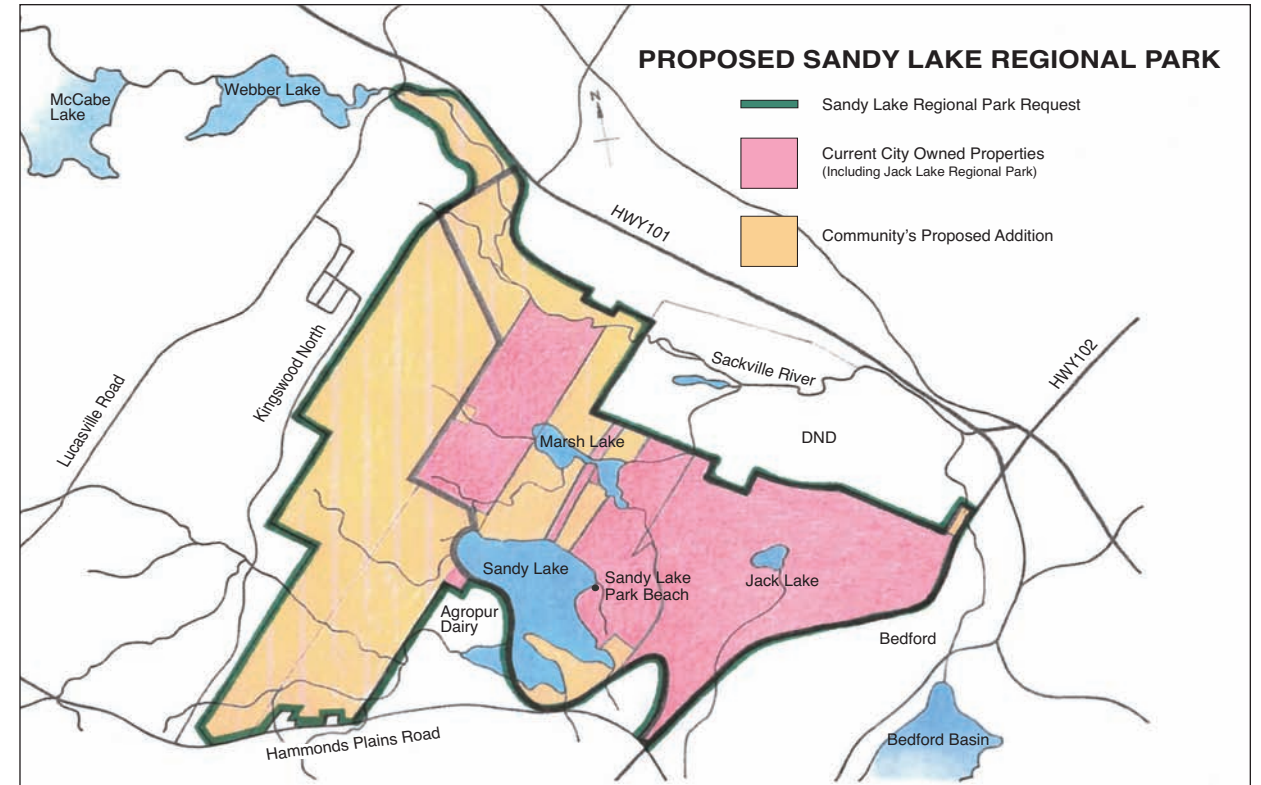 PROPOSED SANDY LAKE REGIONAL PARK
Sandy Lake Regional Park Request
Current City Owned Properties
(Including Jack Lake Regional Park)
Community's Proposed Addition
N
McCabe
Lake
Webber Lake
HWY101
HWY102
Lucasville Road
Kingswood North
Sackville River
DND
Marsh Lake
Sandy Lake
Sandy Lake
Park Beach
Jack Lake
Agropur
Dairy
Bedford
Hammonds Plains Road
Bedford Basin